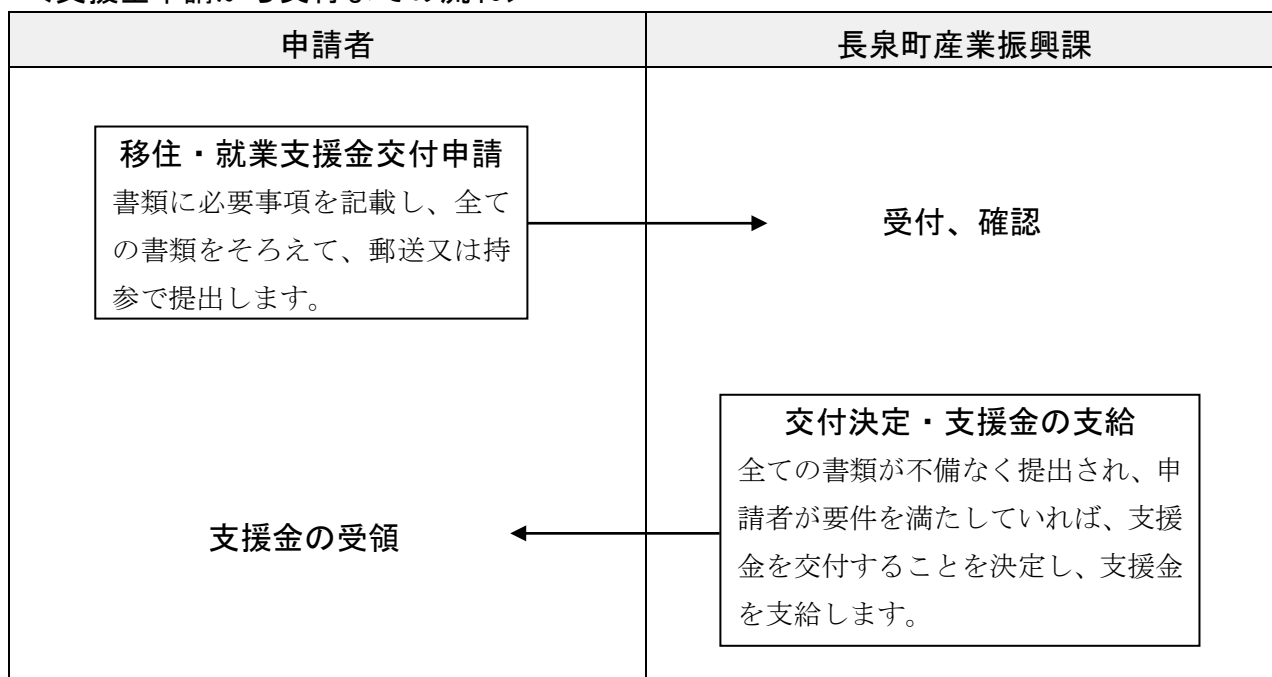 申請者
長泉町産業振興課
移住・就業支援金交付申請
書類に必要事項を記載し、全て
の書類をそろえて、郵送又は持
参で提出します。
受付、確認
交付決定・支援金の支給
全ての書類が不備なく提出され、申
請者が要件を満たしていれば、支援
金を交付することを決定し、支援金
を支給します。
支援金の受領